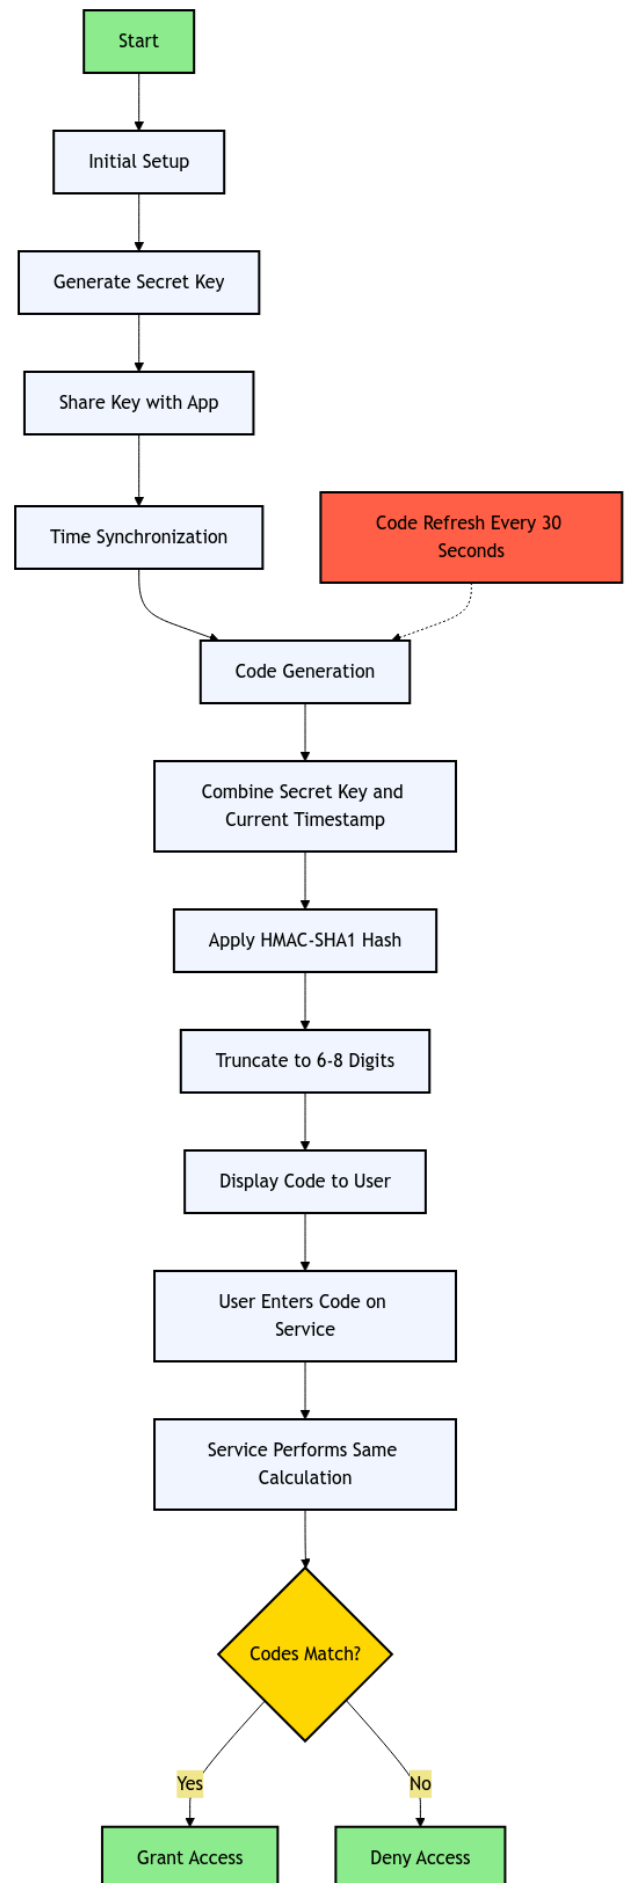 Start
Initial Setup
Generate Secret Key
Share Key with App
Time Synchronization
Code Refresh Every 30
Seconds
Code Generation
Combine Secret Key and
Current Timestamp
Apply HMAC-SHA1 Hash
Truncate to 6-8 Digits
Display Code to User
User Enters Code on
Service
Service Performs Same
Calculation
Codes Match?
Yes
No
Grant Access
Deny Access